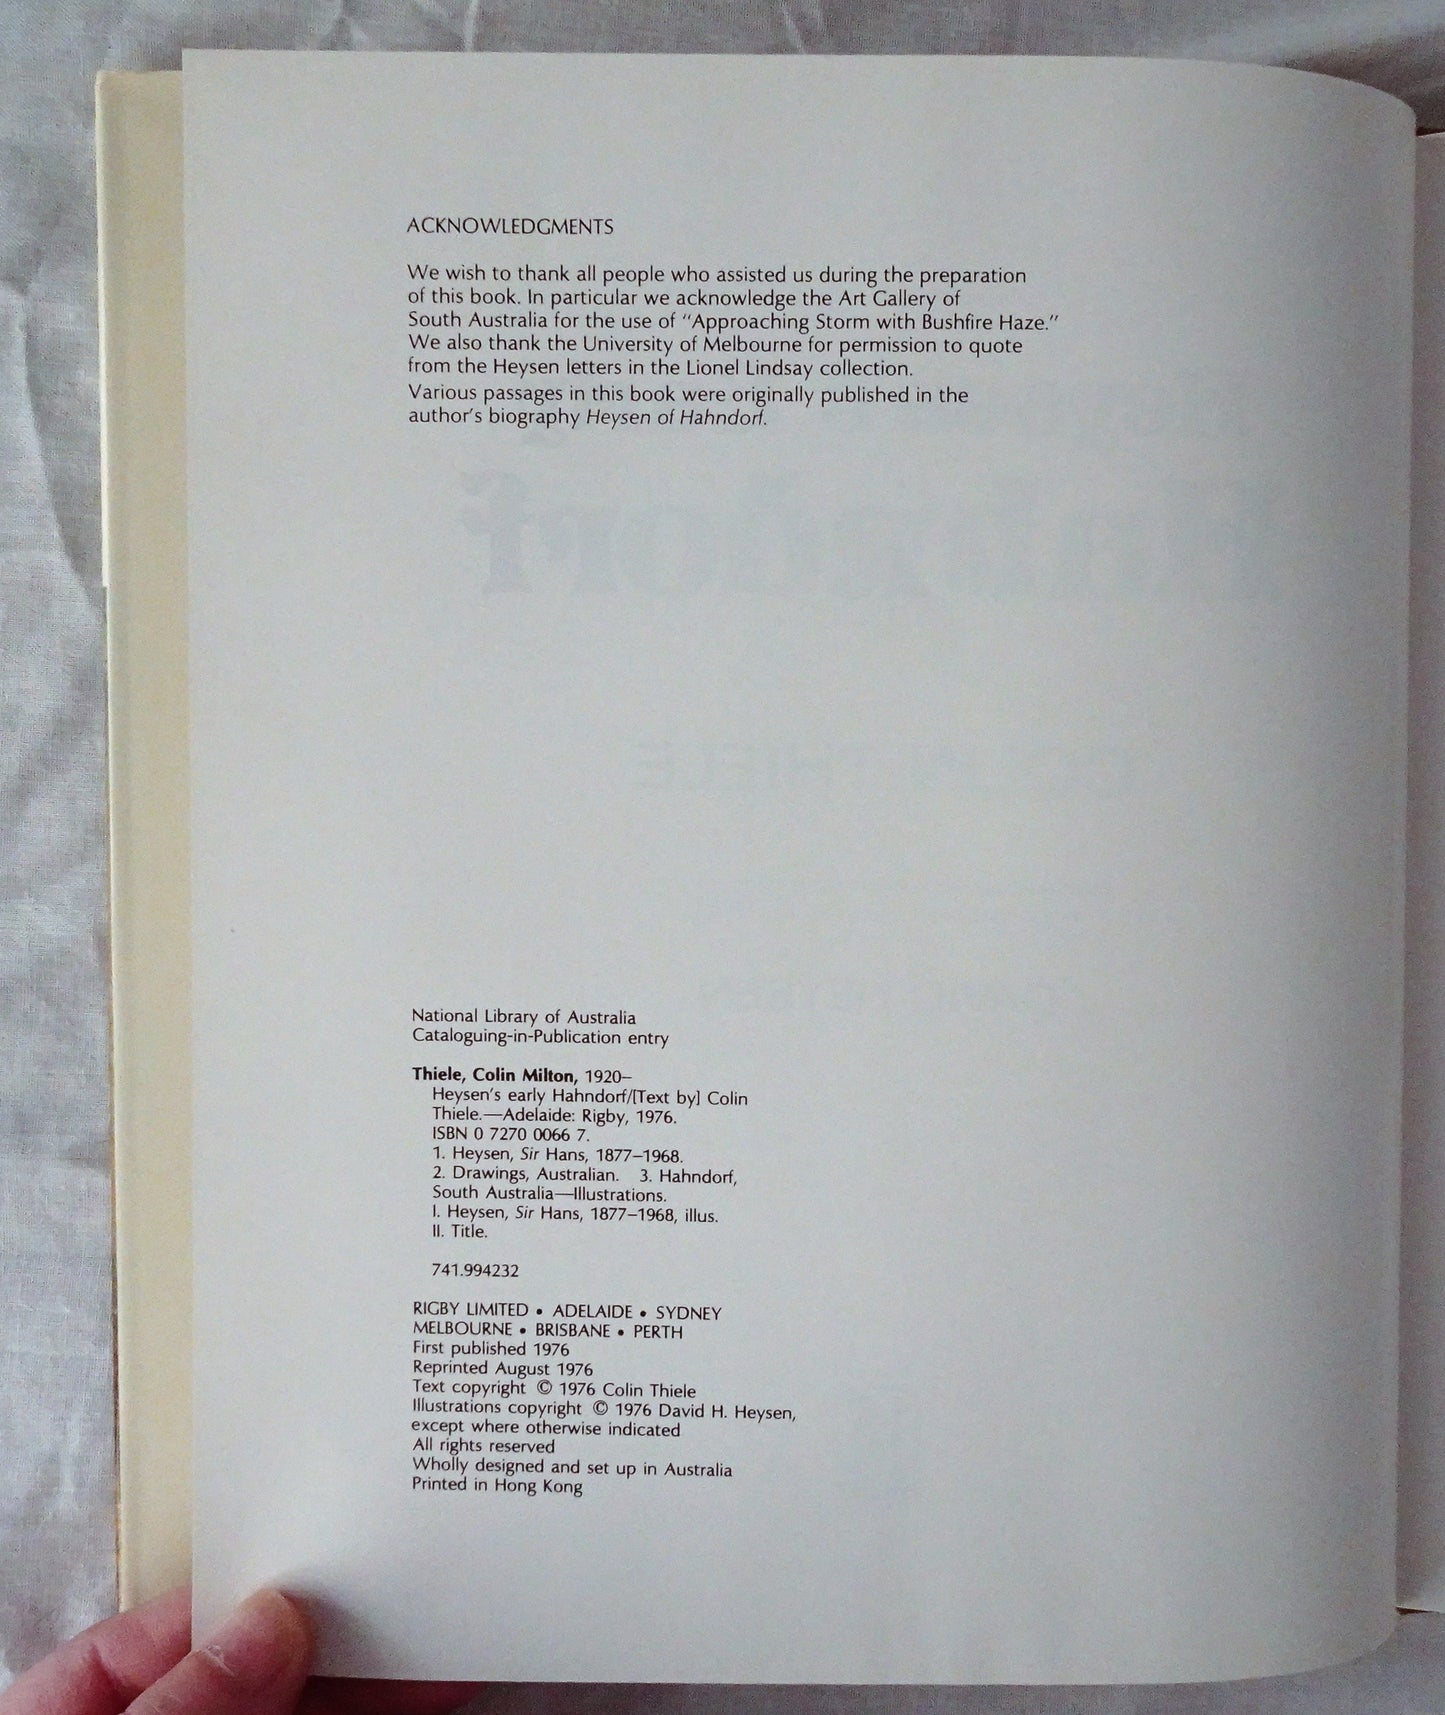 ACKNOWLEDGMENTS
We wish to thank all people who assisted us during the preparation
of this book. In particular we acknowledge the Art Gallery of
South Australia for the use of "Approaching Storm with Bushfire Haze."
We also thank the University of Melbourne for permission to quote
from the Heysen letters in the Lionel Lindsay collection.
Various passages in this book were originally published in the
author's biography Heysen of Hahndorf.
National Library of Australia
Cataloguing-in-Publication entry
Thiele, Colin Milton, 1920–
Heysen's early Hahndorf/[Text by] Colin
Thiele.—Adelaide: Rigby, 1976.
ISBN 0 7270 0066 7.
1. Heysen, Sir Hans, 1877–1968.
2. Drawings, Australian. 3. Hahndorf,
South Australia—Illustrations.
I. Heysen, Sir Hans, 1877–1968, illus.
II. Title.
741.994232
RIGBY LIMITED • ADELAIDE • SYDNEY
MELBOURNE • BRISBANE • PERTH
First published 1976
Reprinted August 1976
Text copyright © 1976 Colin Thiele
Illustrations copyright © 1976 David H. Heysen,
except where otherwise indicated
All rights reserved
Wholly designed and set up in Australia
Printed in Hong Kong